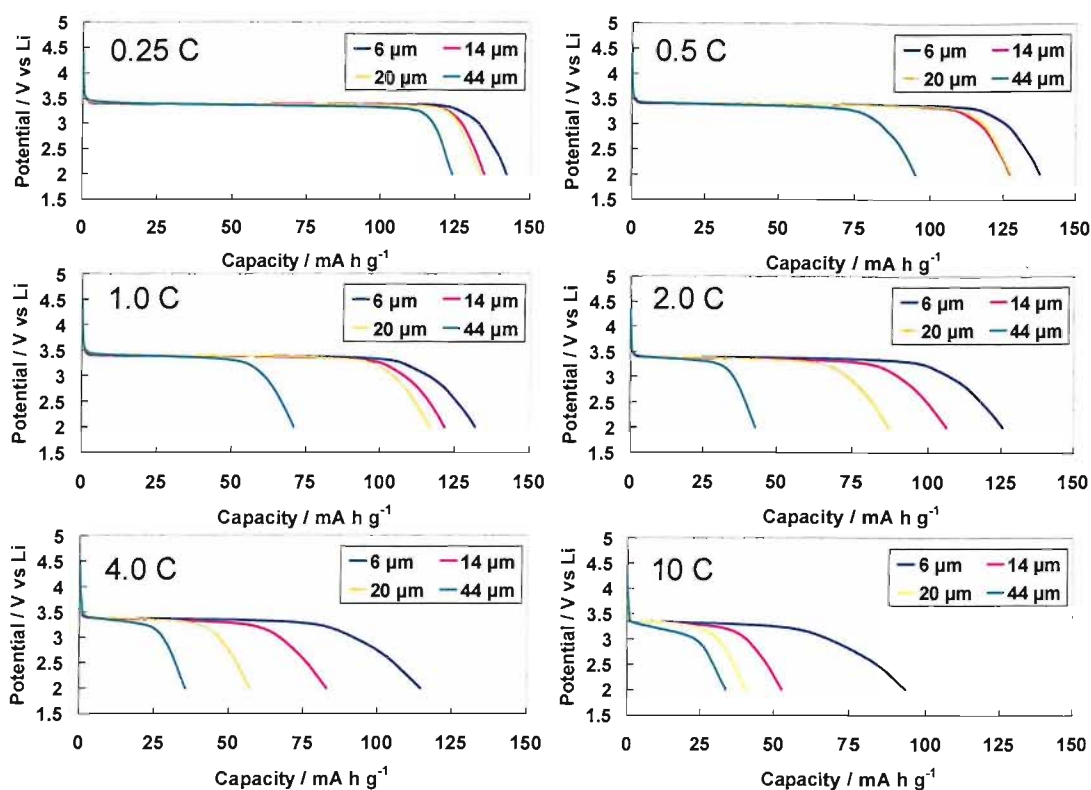 0.25 C
6 µm 14 µm
20 µm 44 µm
Potential / V vs Li
5
4.5
4
3.5
3
2.5
2
1.5
0 25 50 75 100 125 150
Capacity / mA h g-1
0.5 C
6 µm 14 µm
20 µm 44 µm
Potential / V vs Li
5
4.5
4
3.5
3
2.5
2
1.5
0 25 50 75 100 125 150
Capacity / mA h g-1
1.0 C
6 µm 14 µm
20 µm 44 µm
Potential / V vs Li
5
4.5
4
3.5
3
2.5
2
1.5
0 25 50 75 100 125 150
Capacity / mA h g-1
2.0 C
6 µm 14 µm
20 µm 44 µm
Potential / V vs Li
5
4.5
4
3.5
3
2.5
2
1.5
0 25 50 75 100 125 150
Capacity / mA h g-1
4.0 C
6 µm 14 µm
20 µm 44 µm
Potential / V vs Li
5
4.5
4
3.5
3
2.5
2
1.5
0 25 50 75 100 125 150
Capacity / mA h g-1
10 C
6 µm 14 µm
20 µm 44 µm
Potential / V vs Li
5
4.5
4
3.5
3
2.5
2
1.5
0 25 50 75 100 125 150
Capacity / mA h g-1